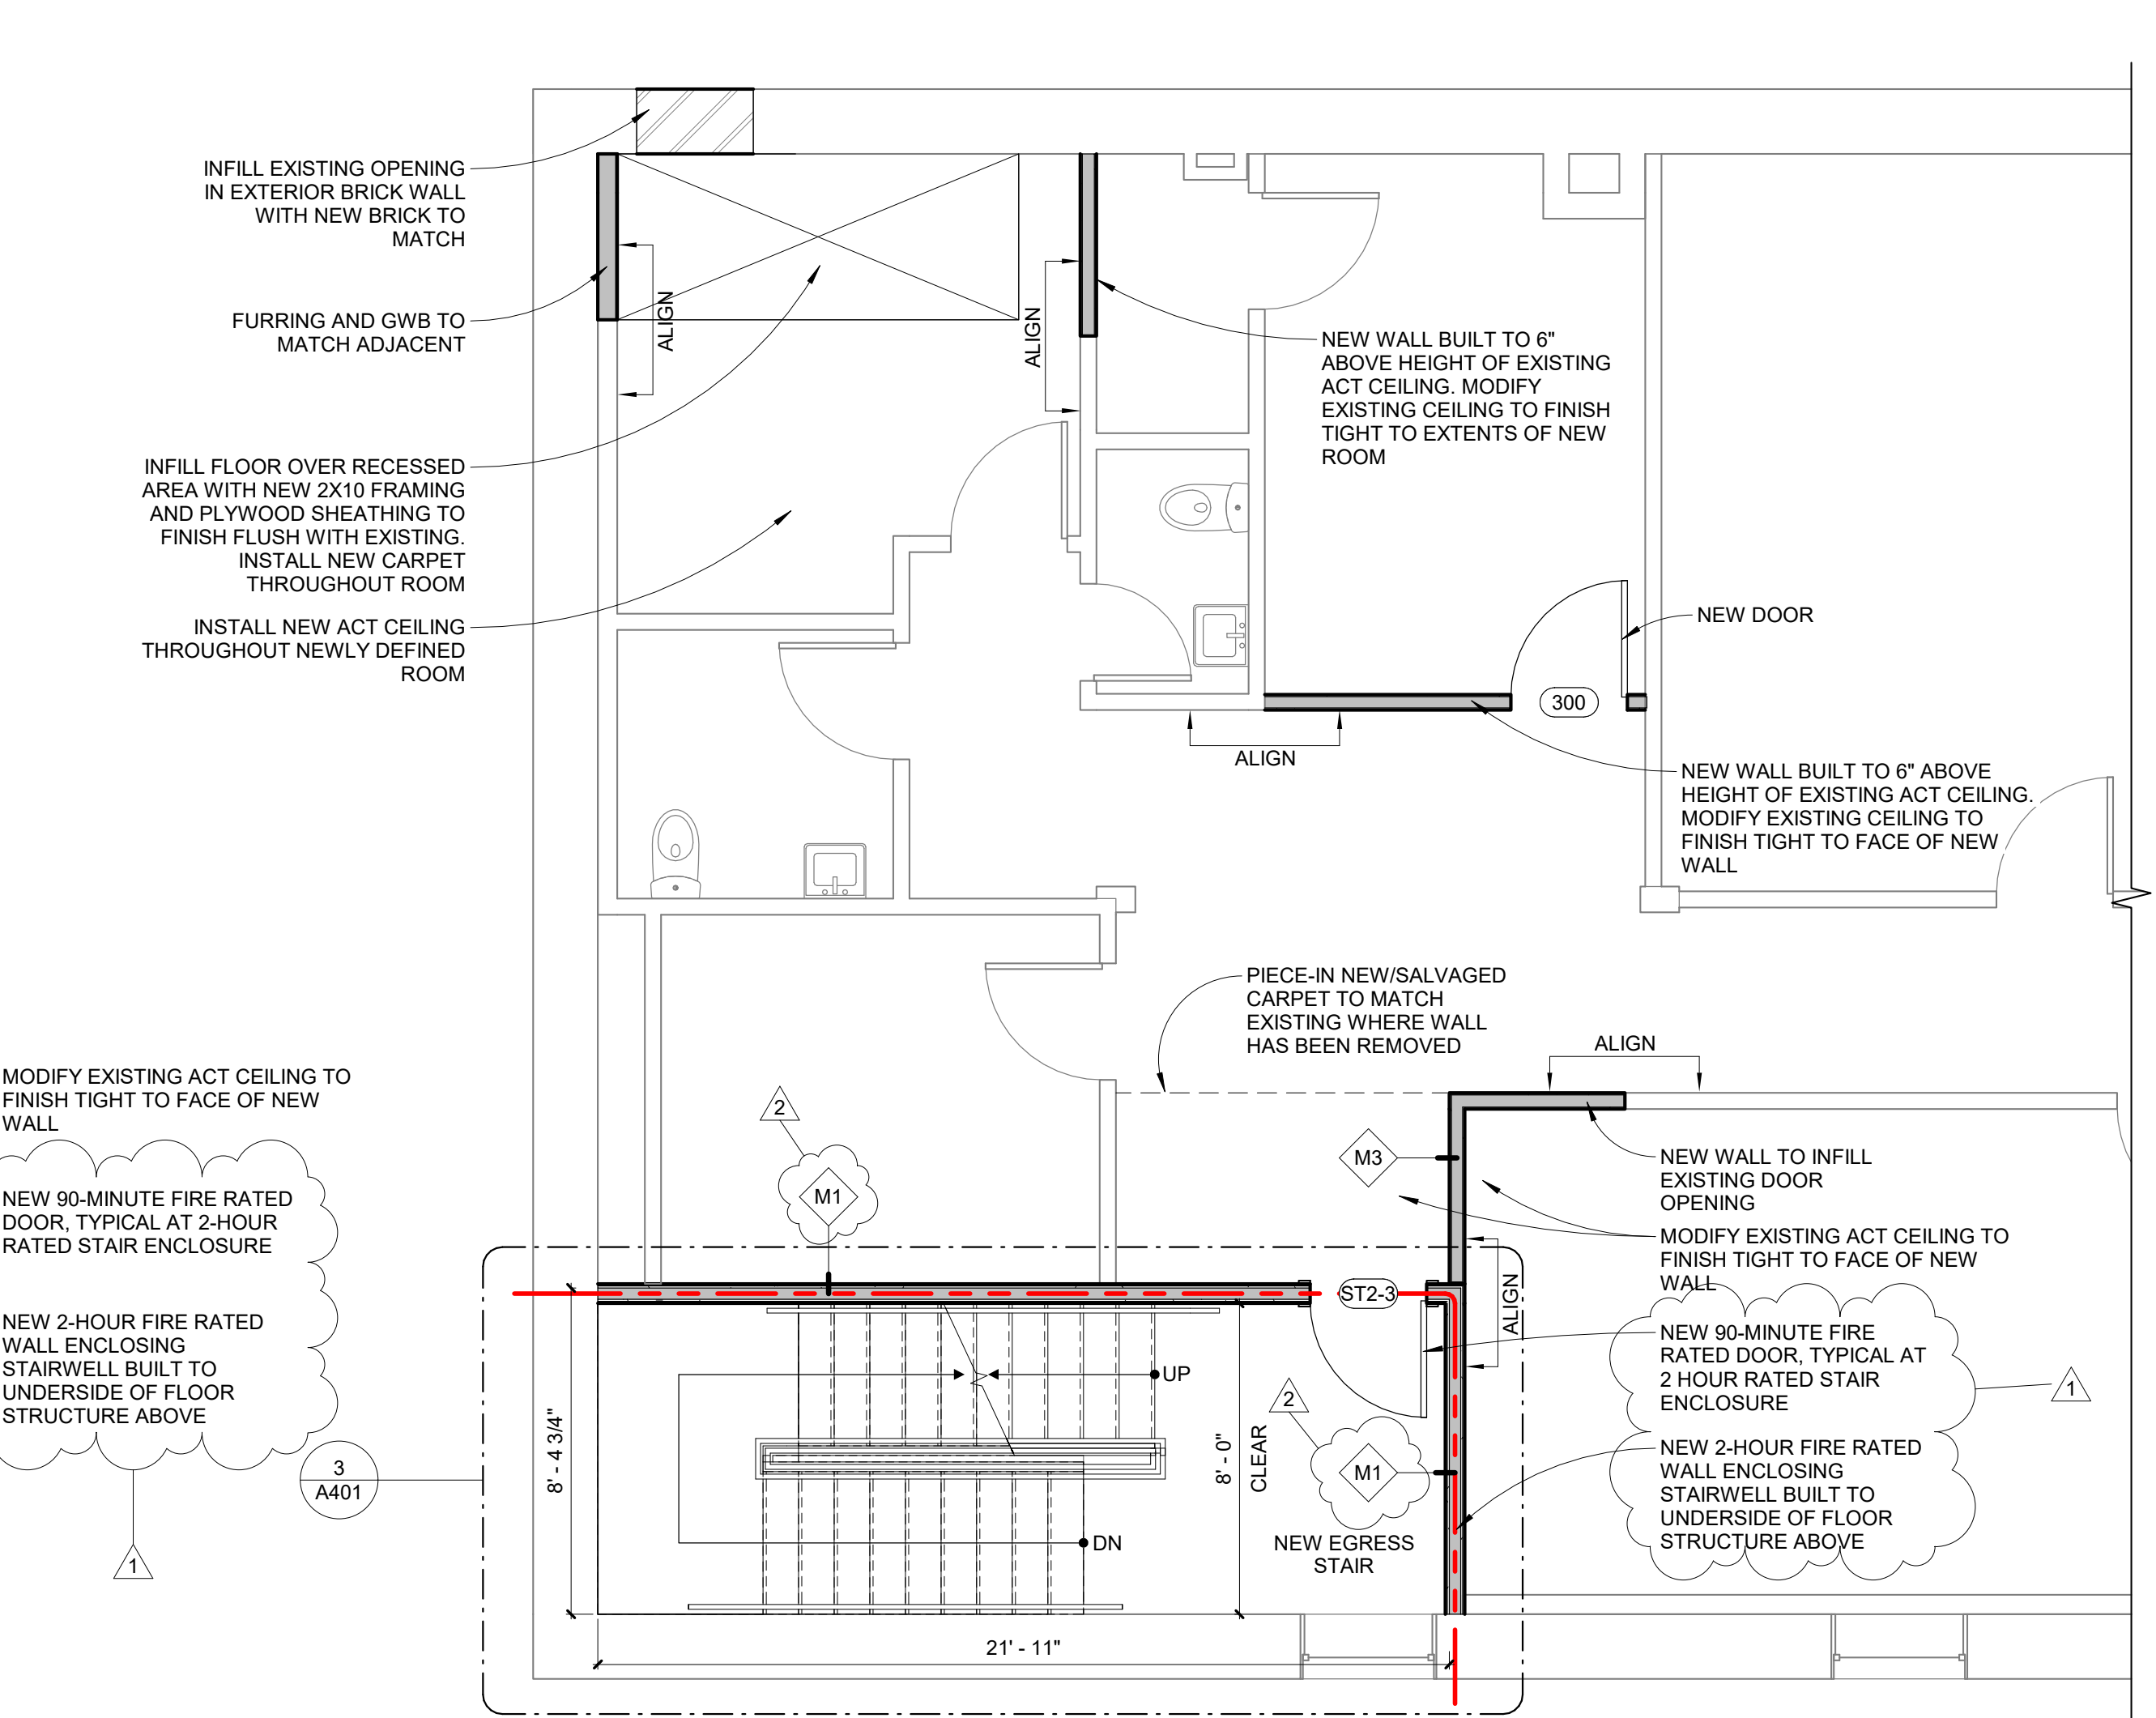 INFILL EXISTING OPENING
IN EXTERIOR BRICK WALL
WITH NEW BRICK TO
MATCH
FURRING AND GWB TO
MATCH ADJACENT
ALIGN
ALIGN
NEW WALL BUILT TO 6"
ABOVE HEIGHT OF EXISTING
ACT CEILING. MODIFY
EXISTING CEILING TO FINISH
TIGHT TO EXTENTS OF NEW
ROOM
INFILL FLOOR OVER RECESSED
AREA WITH NEW 2X10 FRAMING
AND PLYWOOD SHEATHING TO
FINISH FLUSH WITH EXISTING.
INSTALL NEW CARPET
THROUGHOUT ROOM
INSTALL NEW ACT CEILING
THROUGHOUT NEWLY DEFINED
ROOM
NEW DOOR
300
ALIGN
NEW WALL BUILT TO 6" ABOVE
HEIGHT OF EXISTING ACT CEILING.
MODIFY EXISTING CEILING TO
FINISH TIGHT TO FACE OF NEW
WALL
PIECE-IN NEW/SALVAGED
CARPET TO MATCH
EXISTING WHERE WALL
HAS BEEN REMOVED
ALIGN
MODIFY EXISTING ACT CEILING TO
FINISH TIGHT TO FACE OF NEW
WALL
2
M1
M3
NEW WALL TO INFILL
EXISTING DOOR
OPENING
MODIFY EXISTING ACT CEILING TO
FINISH TIGHT TO FACE OF NEW
WALL
NEW 90-MINUTE FIRE RATED
DOOR, TYPICAL AT 2-HOUR
RATED STAIR ENCLOSURE
NEW 2-HOUR FIRE RATED
WALL ENCLOSING
STAIRWELL BUILT TO
UNDERSIDE OF FLOOR
STRUCTURE ABOVE
1
3
A401
ST2-3
ALIGN
UP
DN
8' - 4 3/4"
8' - 0"
CLEAR
2
M1
NEW EGRESS
STAIR
21' - 11"
NEW 90-MINUTE FIRE
RATED DOOR, TYPICAL AT
2 HOUR RATED STAIR
ENCLOSURE
1
NEW 2-HOUR FIRE RATED
WALL ENCLOSING
STAIRWELL BUILT TO
UNDERSIDE OF FLOOR
STRUCTURE ABOVE